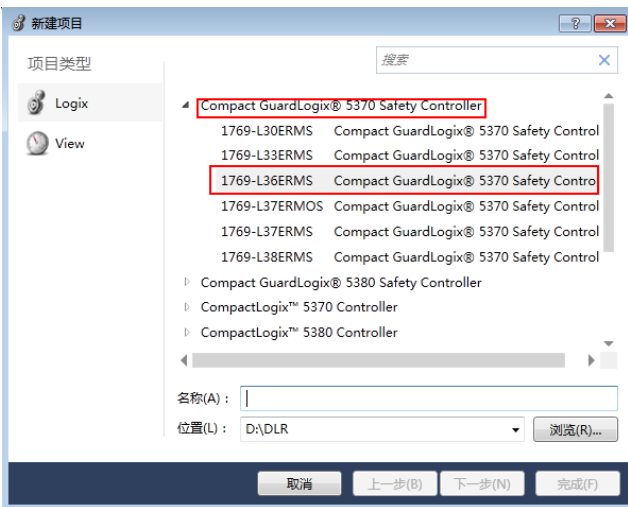 新建项目
项目类型
搜索
Logix
View
Compact GuardLogix® 5370 Safety Controller
1769-L30ERMS Compact GuardLogix® 5370 Safety Control
1769-L33ERMS Compact GuardLogix® 5370 Safety Control
1769-L36ERMS Compact GuardLogix® 5370 Safety Contro
1769-L37ERMOS Compact GuardLogix® 5370 Safety Control
1769-L37ERMS Compact GuardLogix® 5370 Safety Control
1769-L38ERMS Compact GuardLogix® 5370 Safety Control
Compact GuardLogix® 5380 Safety Controller
CompactLogix™ 5370 Controller
CompactLogix™ 5380 Controller
名称(A)：
位置(L)： D:\DLR 浏览(R)...
取消 上一步(B) 下一步(N) 完成(F)